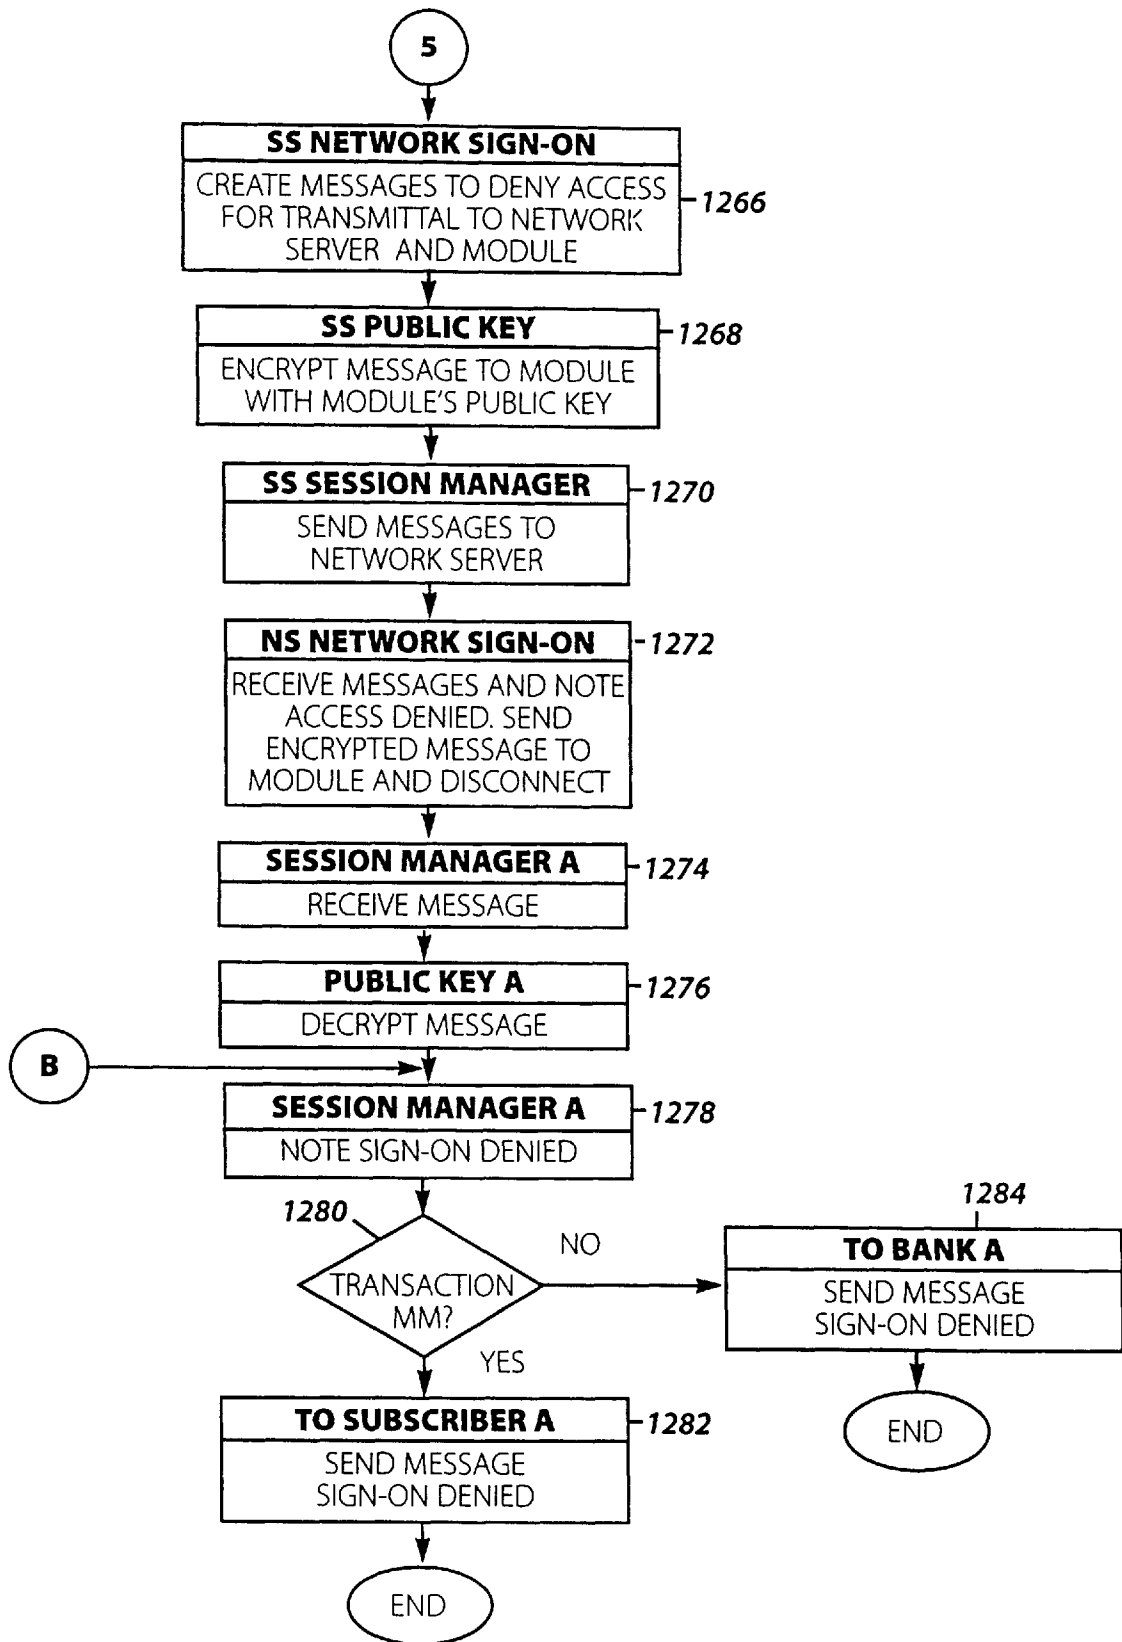 5
SS NETWORK SIGN-ON
CREATE MESSAGES TO DENY ACCESS
FOR TRANSMITTAL TO NETWORK
SERVER AND MODULE
1266
SS PUBLIC KEY
1268
ENCRYPT MESSAGE TO MODULE
WITH MODULE'S PUBLIC KEY
SS SESSION MANAGER
1270
SEND MESSAGES TO
NETWORK SERVER
NS NETWORK SIGN-ON
1272
RECEIVE MESSAGES AND NOTE
ACCESS DENIED. SEND
ENCRYPTED MESSAGE TO
MODULE AND DISCONNECT
SESSION MANAGER A
1274
RECEIVE MESSAGE
PUBLIC KEY A
1276
DECRYPT MESSAGE
B
SESSION MANAGER A
1278
NOTE SIGN-ON DENIED
1280
TRANSACTION
MM?
NO
YES
1284
TO BANK A
SEND MESSAGE
SIGN-ON DENIED
END
TO SUBSCRIBER A
1282
SEND MESSAGE
SIGN-ON DENIED
END